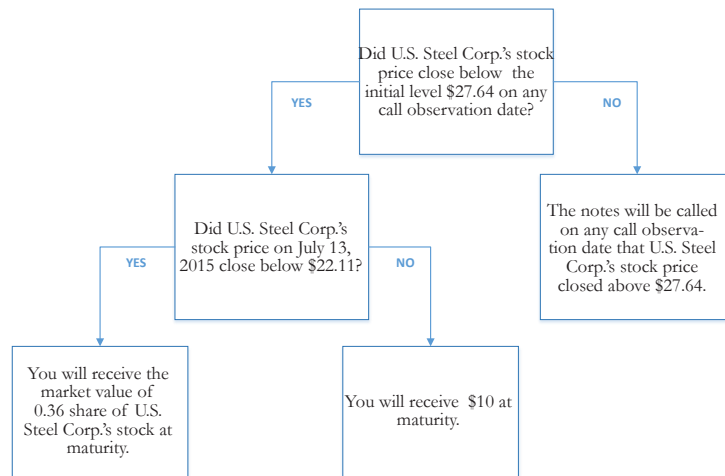 Did U.S. Steel Corp.'s stock
price close below the
initial level $27.64 on any
call observation date?
YES
NO
Did U.S. Steel Corp.'s
stock price on July 13,
2015 close below $22.11?
The notes will be called
on any call observa-
tion date that U.S. Steel
Corp.'s stock price
closed above $27.64.
YES
NO
You will receive the
market value of
0.36 share of U.S.
Steel Corp.'s stock at
maturity.
You will receive $10 at
maturity.